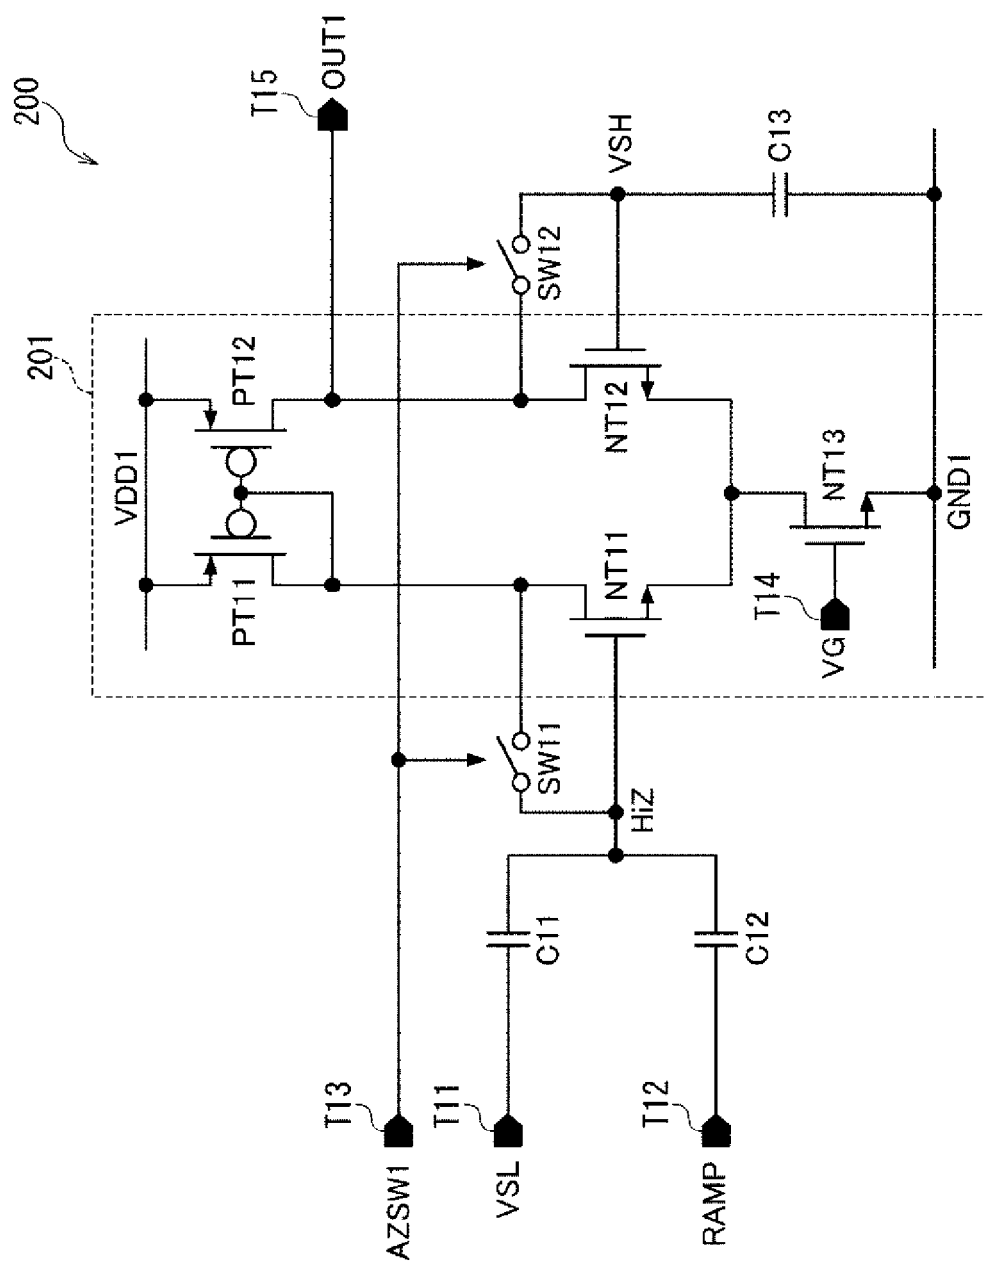 200
201
VDD1
PT11
PT12
T15
OUT1
T13
AZSW1
SW11
SW12
VSH
C13
T11
VSL
C11
HiZ
NT11
NT12
T12
RAMP
C12
T14
VG
NT13
GND1